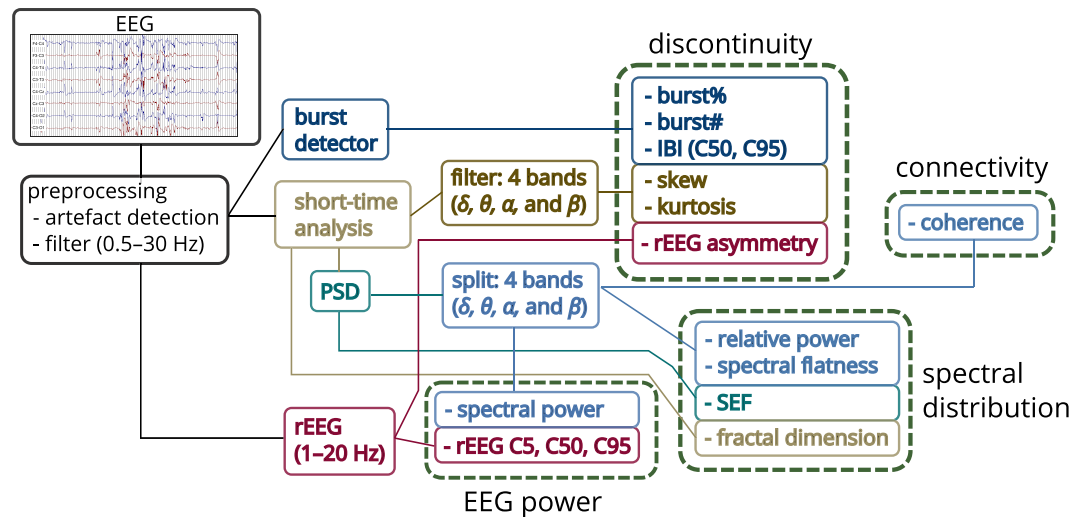 EEG
discontinuity
burst
detector
- burst%
- burst#
- IBI (C50, C95)
connectivity
preprocessing
- artefact detection
- filter (0.5–30 Hz)
short-time
analysis
filter: 4 bands
(δ, θ, α, and β)
- skew
- kurtosis
- coherence
- rEEG asymmetry
PSD
split: 4 bands
(δ, θ, α, and β)
- relative power
- spectral flatness
spectral
distribution
- SEF
- spectral power
rEEG
(1–20 Hz)
- rEEG C5, C50, C95
- fractal dimension
EEG power